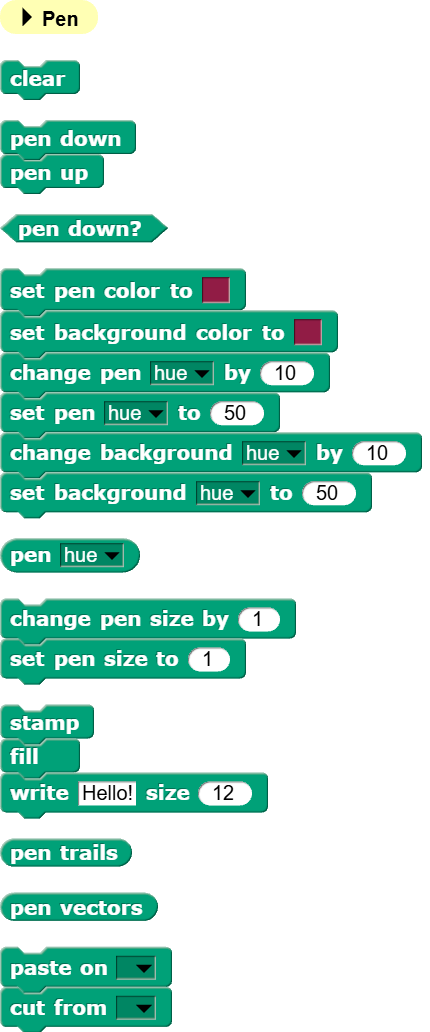 Pen
clear
pen down
pen up
pen down?
set pen color to
set background color to
change pen hue by 10
set pen hue to 50
change background hue by 10
set background hue to 50
pen hue
change pen size by 1
set pen size to 1
stamp
fill
write Hello! size 12
pen trails
pen vectors
paste on
cut from